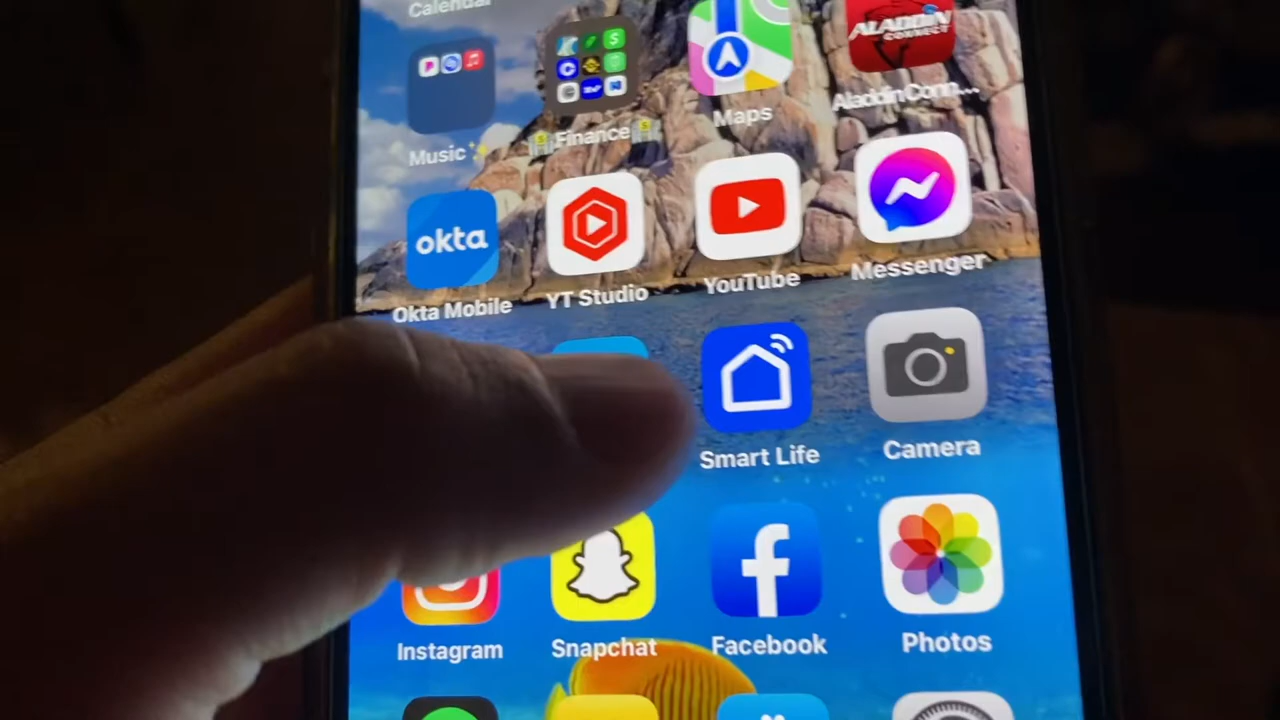 Calendar
ALADDIN
CONNECT
Music✨
Finance
Maps
AladdinConn...
okta
Okta Mobile
YT Studio
YouTube
Messenger
Smart Life
Camera
Instagram
Snapchat
Facebook
Photos